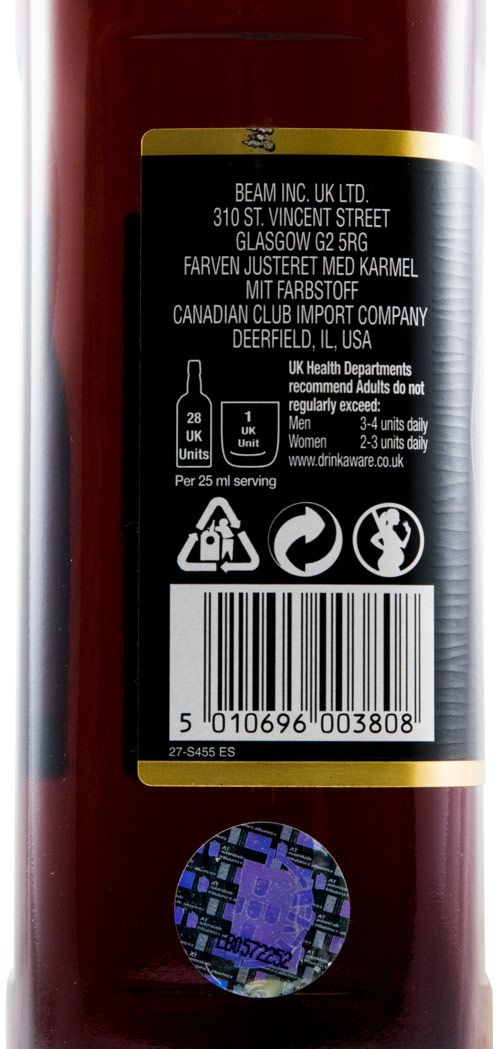 BEAM INC. UK LTD.
310 ST. VINCENT STREET
GLASGOW G2 5RG
FARVEN JUSTERET MED KARMEL
MIT FARBSTOFF
CANADIAN CLUB IMPORT COMPANY
DEERFIELD, IL, USA
28
UK
Units
1
UK
Unit
Per 25 ml serving
UK Health Departments
recommend Adults do not
regularly exceed:
Men 3-4 units daily
Women 2-3 units daily
www.drinkaware.co.uk
5 010696 003808
27-S455 ES
AT
LB0572252